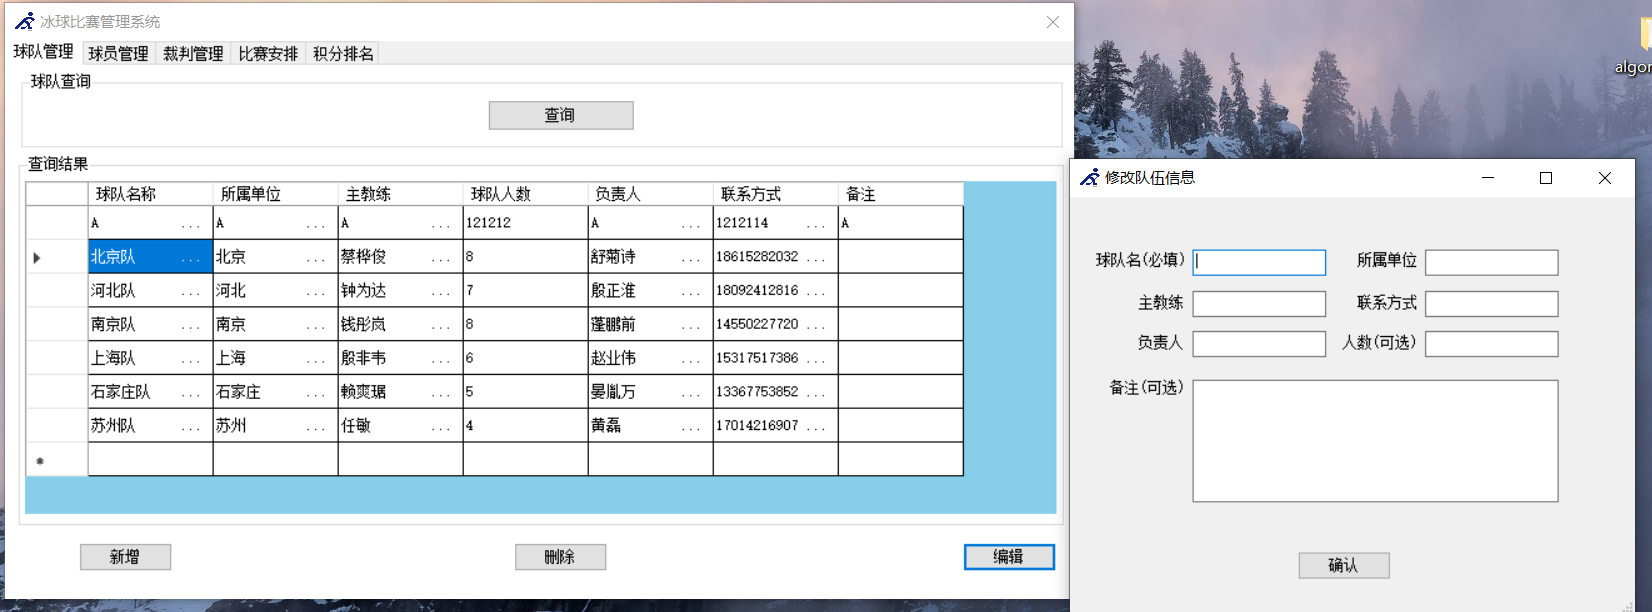 冰球比赛管理系统
球队管理 球员管理 裁判管理 比赛安排 积分排名
球队查询
查询
查询结果
球队名称 所属单位 主教练 球队人数 负责人 联系方式 备注
A ... A ... A ... 121212 A ... 1212114 ... A
北京队 ... 北京 ... 蔡桦俊 ... 8 舒菊诗 ... 18615282032 ...
河北队 ... 河北 ... 钟为达 ... 7 殷正淮 ... 18092412816 ...
南京队 ... 南京 ... 钱彤岚 ... 8 蓬鹏前 ... 14550227720 ...
上海队 ... 上海 ... 殷非韦 ... 6 赵业伟 ... 15317517386 ...
石家庄队 ... 石家庄 ... 赖爽琚 ... 5 晏胤万 ... 13367753852 ...
苏州队 ... 苏州 ... 任敏 ... 4 黄磊 ... 17014216907 ...
新增 删除 编辑
algor
修改队伍信息
球队名(必填) 所属单位
主教练 联系方式
负责人 人数(可选)
备注(可选)
确认